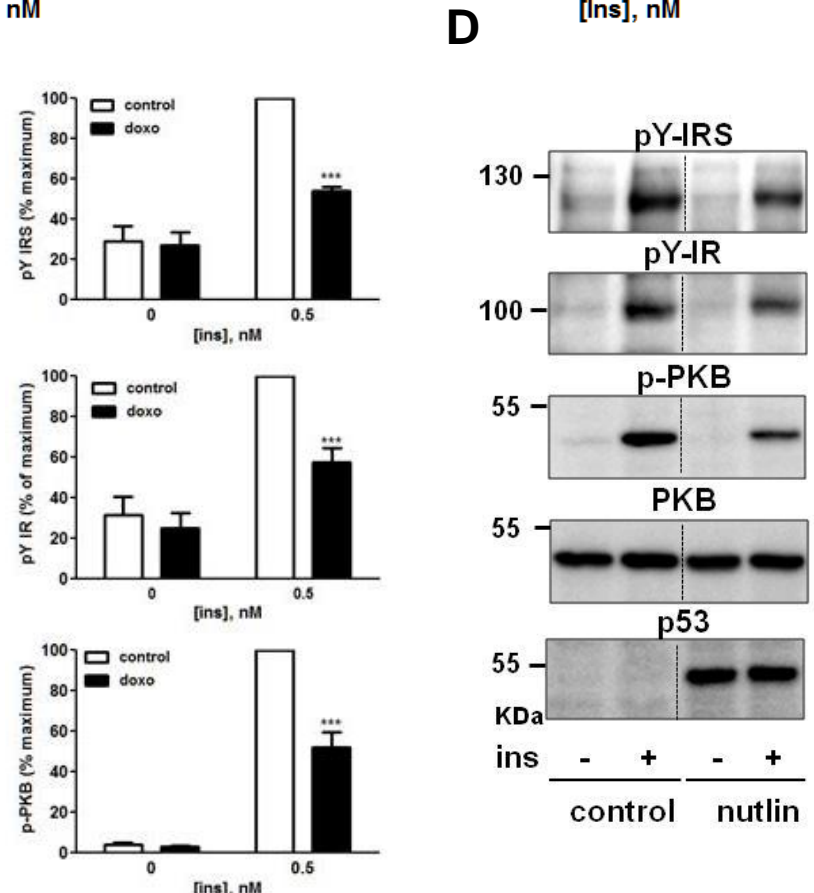 nM
D
[Ins], nM
control
doxo
pY IRS (% maximum)
100
80
60
40
20
0
***
0
0.5
[ins], nM
control
doxo
pY IR (% of maximum)
100
80
60
40
20
0
***
0
0.5
[ins], nM
control
doxo
p-PKB (% maximum)
100
80
60
40
20
0
***
0
0.5
[ins], nM
pY-IRS
130
pY-IR
100
p-PKB
55
PKB
55
p53
55
KDa
ins - + - +
control nutlin